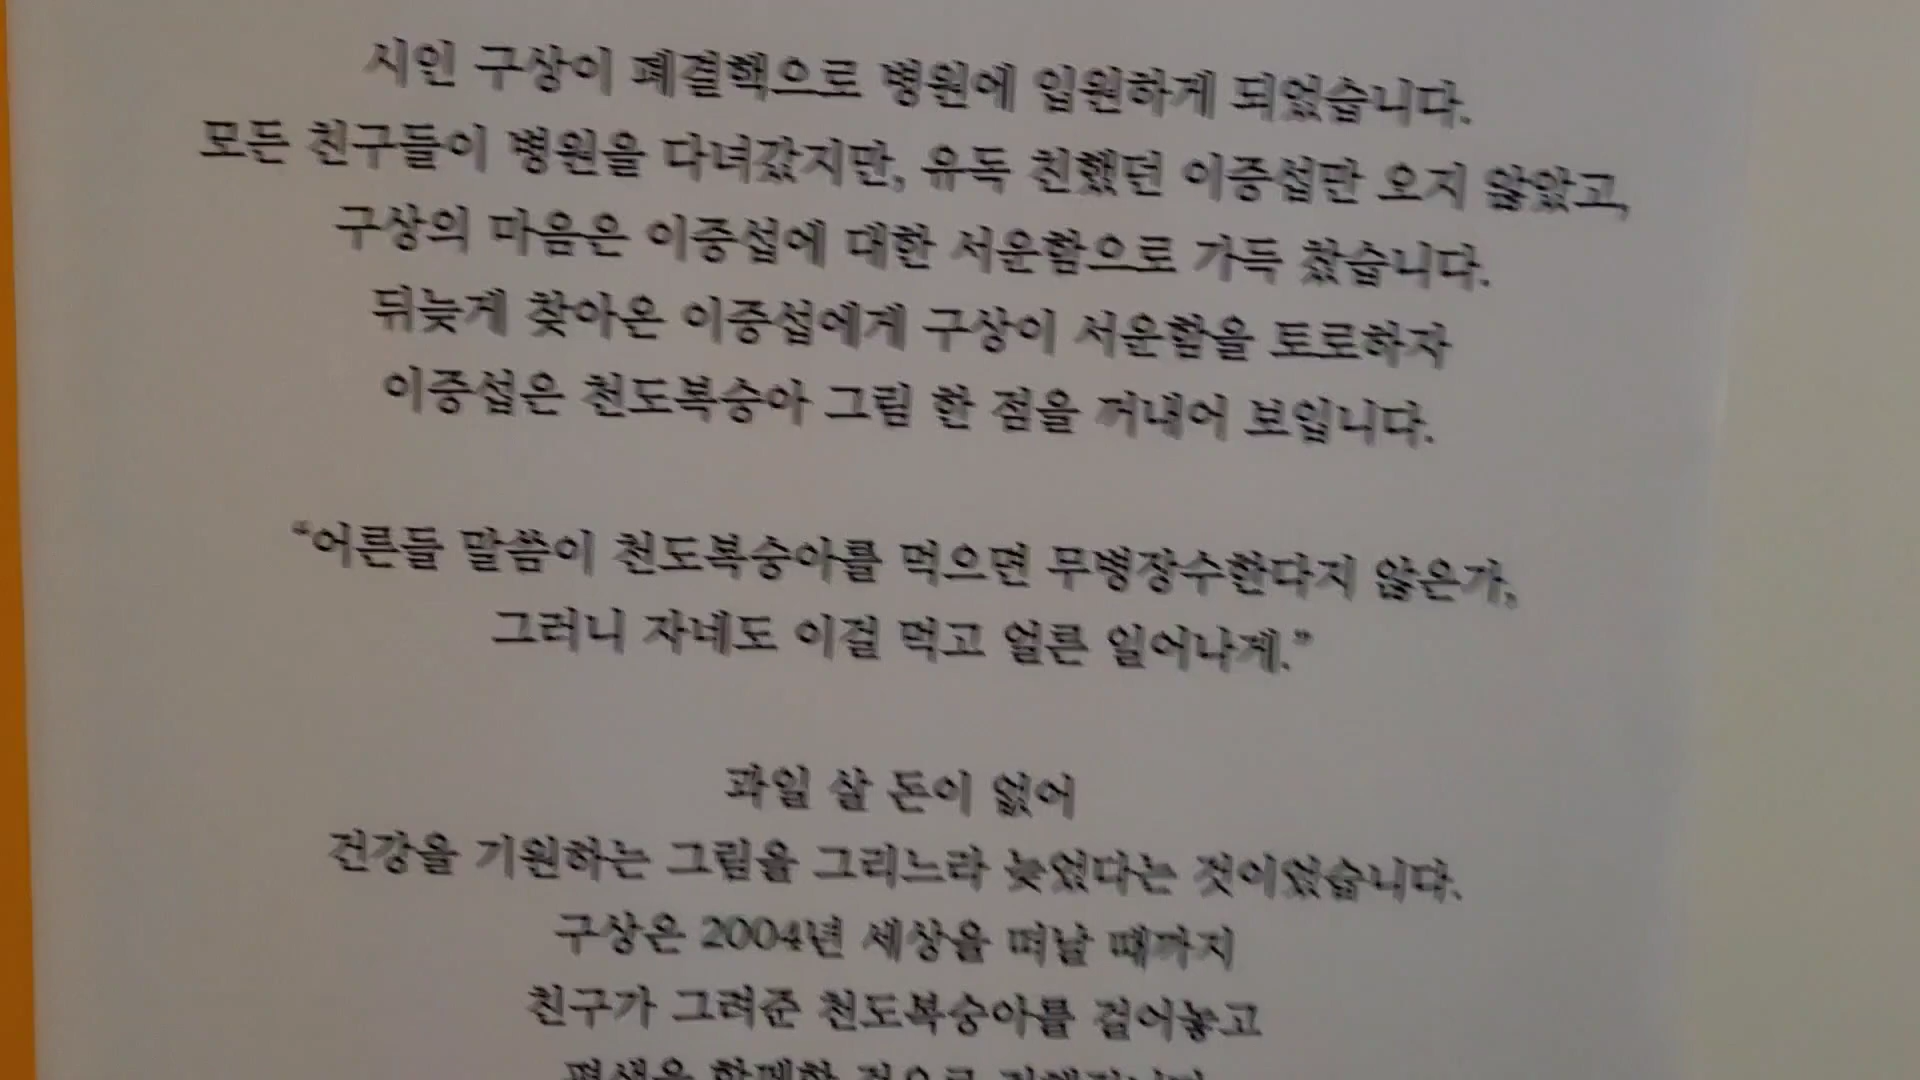 시인 구상이 폐결핵으로 병원에 입원하게 되었습니다.
모든 친구들이 병원을 다녀갔지만, 유독 친했던 이중섭만 오지 않았고,
구상의 마음은 이중섭에 대한 서운함으로 가득 찼습니다.
뒤늦게 찾아온 이중섭에게 구상이 서운함을 토로하자
이중섭은 천도복숭아 그림 한 점을 꺼내어 보입니다.
“어른들 말씀이 천도복숭아를 먹으면 무병장수한다지 않은가,
그러니 자네도 이걸 먹고 얼른 일어나게.”
과일 살 돈이 없어
건강을 기원하는 그림을 그리느라 늦었다는 것이었습니다.
구상은 2004년 세상을 떠날 때까지
친구가 그려준 천도복숭아를 걸어놓고
평생을 함께한 것으로